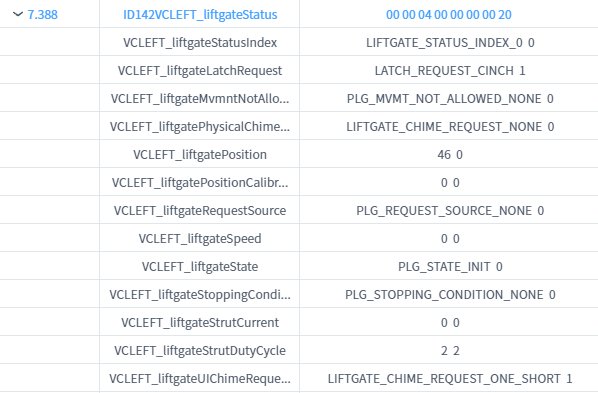 7.388 ID142VCLEFT_liftgateStatus 00 00 04 00 00 00 00 20
VCLEFT_liftgateStatusIndex LIFTGATE_STATUS_INDEX_0 0
VCLEFT_liftgateLatchRequest LATCH_REQUEST_CINCH 1
VCLEFT_liftgateMvmntNotAllo... PLG_MVMT_NOT_ALLOWED_NONE 0
VCLEFT_liftgatePhysicalChime... LIFTGATE_CHIME_REQUEST_NONE 0
VCLEFT_liftgatePosition 46 0
VCLEFT_liftgatePositionCalibr... 0 0
VCLEFT_liftgateRequestSource PLG_REQUEST_SOURCE_NONE 0
VCLEFT_liftgateSpeed 0 0
VCLEFT_liftgateState PLG_STATE_INIT 0
VCLEFT_liftgateStoppingCondi... PLG_STOPPING_CONDITION_NONE 0
VCLEFT_liftgateStrutCurrent 0 0
VCLEFT_liftgateStrutDutyCycle 2 2
VCLEFT_liftgateUIChimeReque... LIFTGATE_CHIME_REQUEST_ONE_SHORT 1